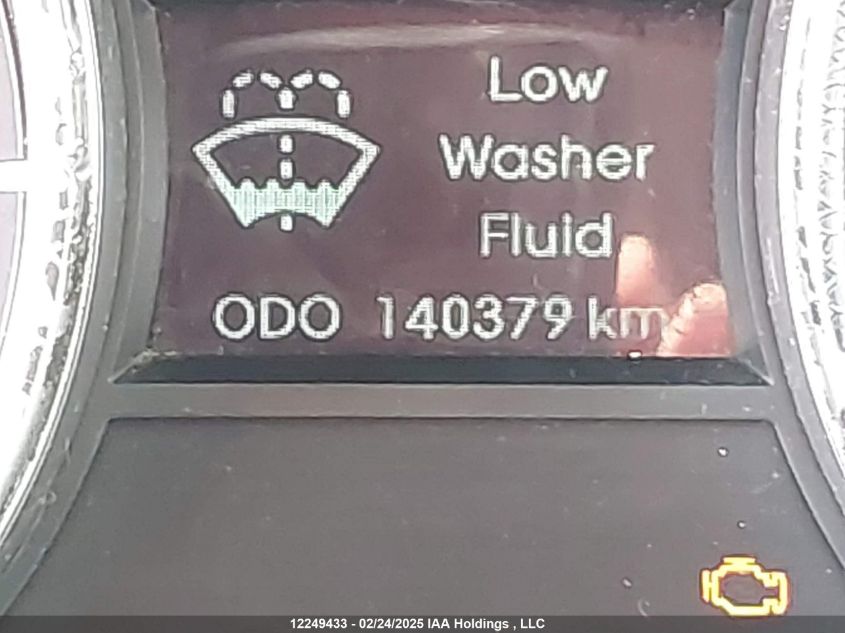 Low
Washer
Fluid
ODO 140379 km
12249433 - 02/24/2025 IAA Holdings , LLC